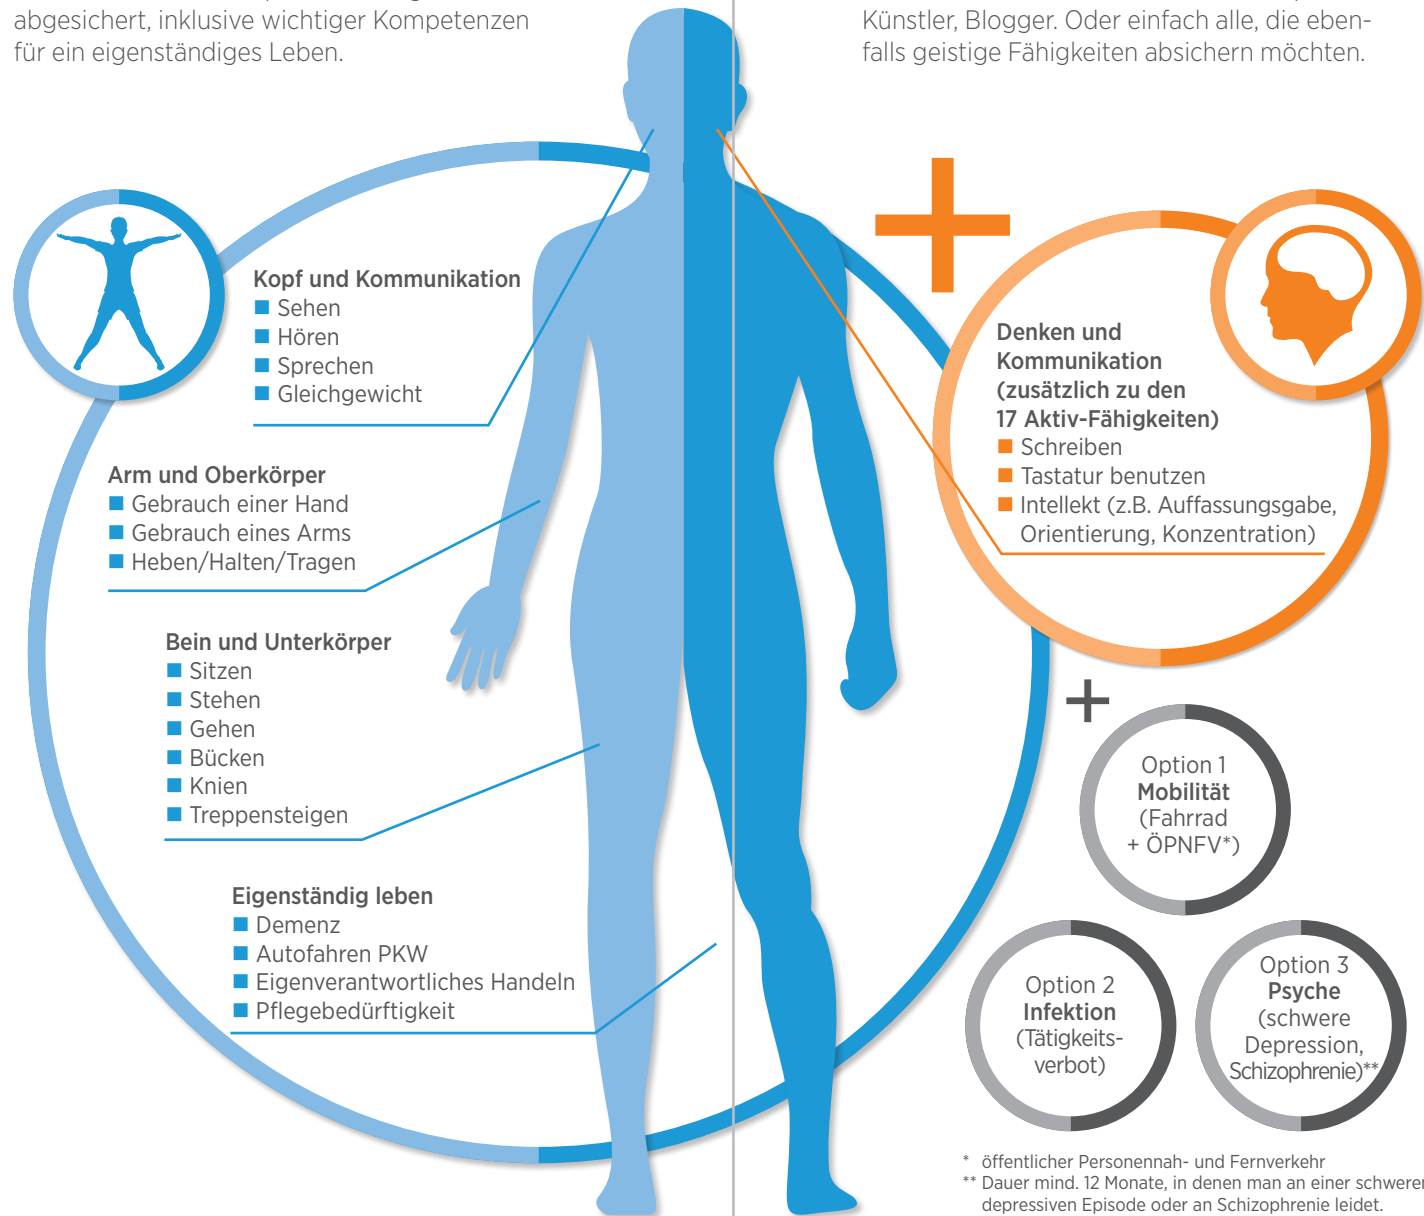 abgesichert, inklusive wichtiger Kompetenzen
für ein eigenständiges Leben.
Künstler, Blogger. Oder einfach alle, die eben-
falls geistige Fähigkeiten absichern möchten.
Kopf und Kommunikation
Sehen
Hören
Sprechen
Gleichgewicht
Arm und Oberkörper
Gebrauch einer Hand
Gebrauch eines Arms
Heben/Halten/Tragen
Bein und Unterkörper
Sitzen
Stehen
Gehen
Bücken
Knien
Treppensteigen
Eigenständig leben
Demenz
Autofahren PKW
Eigenverantwortliches Handeln
Pflegebedürftigkeit
Denken und
Kommunikation
(zusätzlich zu den
17 Aktiv-Fähigkeiten)
Schreiben
Tastatur benutzen
Intellekt (z.B. Auffassungsgabe,
Orientierung, Konzentration)
Option 1
Mobilität
(Fahrrad
+ ÖPNFV*)
Option 2
Infektion
(Tätigkeits-
verbot)
Option 3
Psyche
(schwere
Depression,
Schizophrenie)**
* öffentlicher Personennah- und Fernverkehr
** Dauer mind. 12 Monate, in denen man an einer schweren
depressiven Episode oder an Schizophrenie leidet.